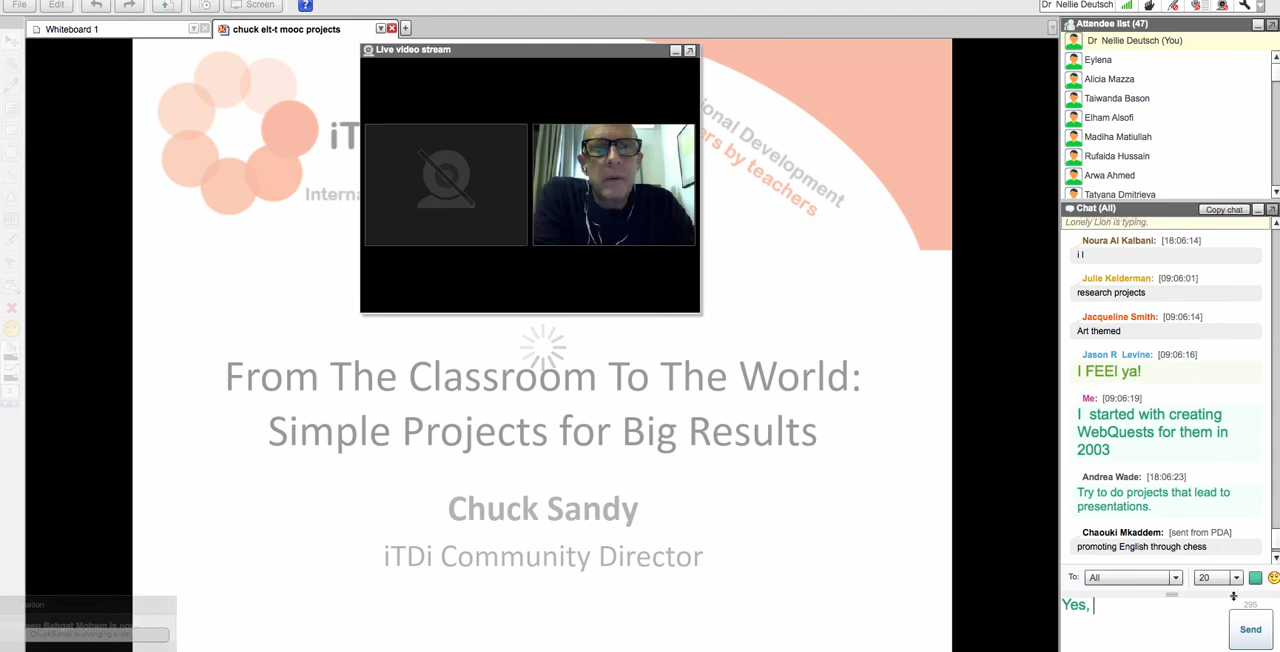 File
Edit
Screen
?
Dr Nellie Deutsch
Whiteboard 1
chuck elt-t mooc projects
Live video stream
iT
Interna
ional Development
ers by teachers
From The Classroom To The World:
Simple Projects for Big Results
Chuck Sandy
iTDi Community Director
Chuck Sandy is changing slide
Attendee list (47)
Dr Nellie Deutsch (You)
Eylena
Alicia Mazza
Taiwanda Bason
Elham Alsofi
Madiha Matiullah
Rufaida Hussain
Arwa Ahmed
Tatyana Dmitrieva
Chat (All)
Copy chat
Lonely Lion is typing.
Noura Al Kalbani: [18:06:14]
i l
Julie Kelderman: [09:06:01]
research projects
Jacqueline Smith: [09:06:14]
Art themed
Jason R Levine: [09:06:16]
I FEEl ya!
Me: [09:06:19]
I started with creating
WebQuests for them in
2003
Andrea Wade: [18:06:23]
Try to do projects that lead to
presentations.
Chaouki Mkaddem: [sent from PDA]
promoting English through chess
To: All 20
Yes,
295
Send